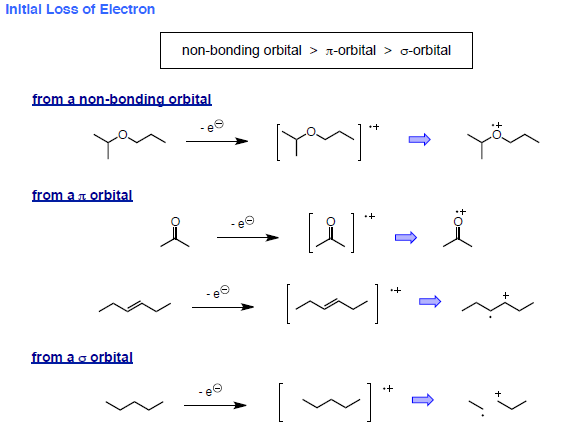 Initial Loss of Electron
non-bonding orbital > π-orbital > σ-orbital
from a non-bonding orbital
O - e⊖ [ O ] •+ •+ O
from a π orbital
O - e⊖ [ O ] •+ •+ O
- e⊖ [ ] •+ + •
from a σ orbital
- e⊖ [ ] •+ + •